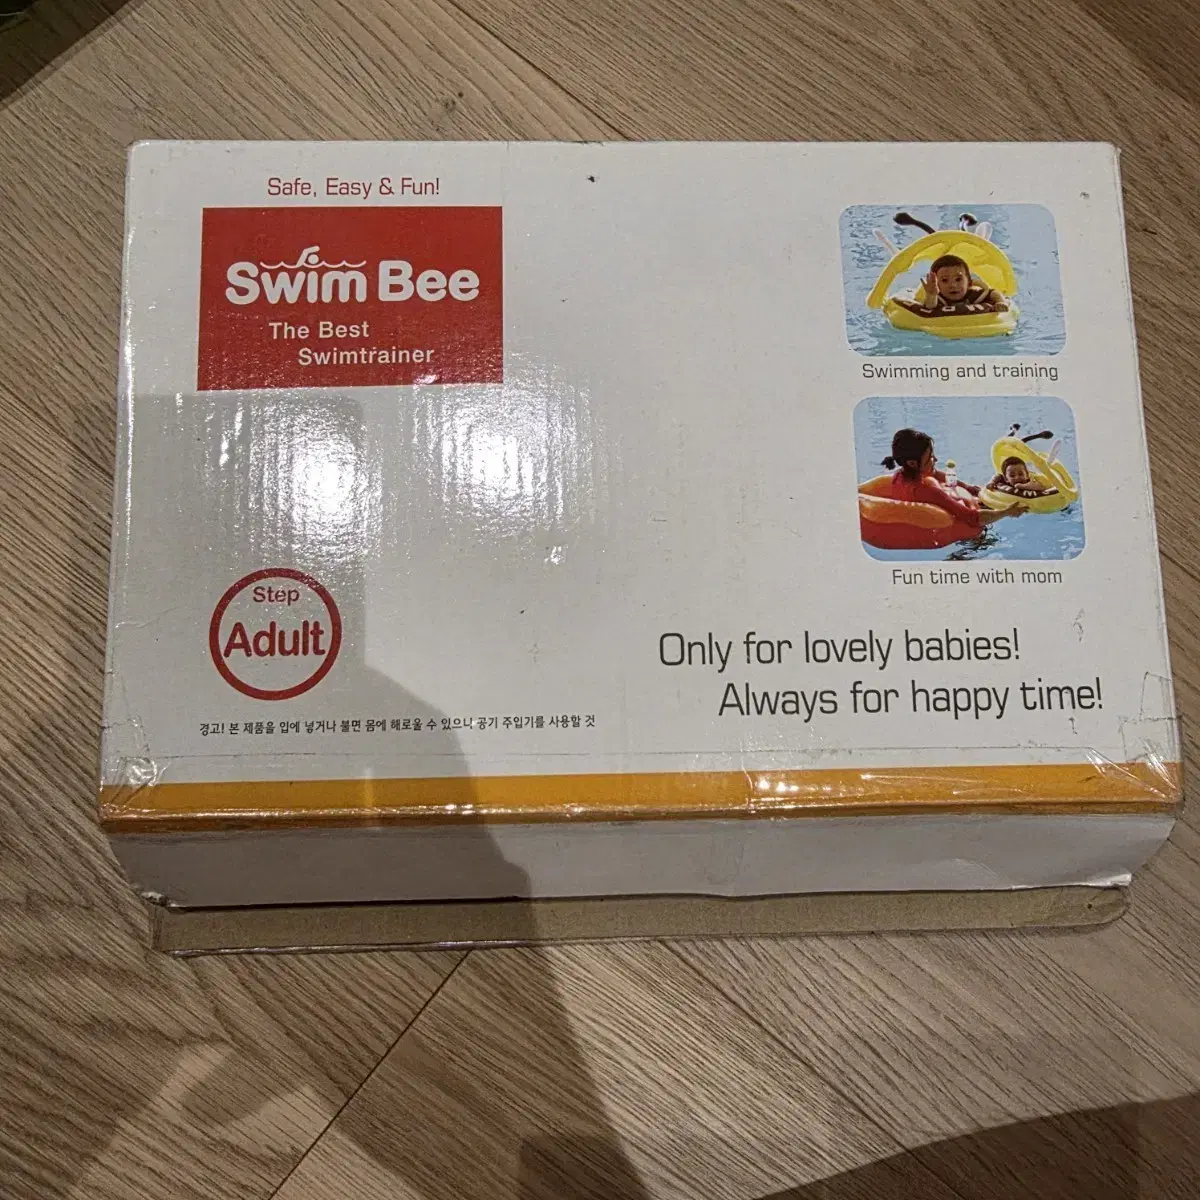 Safe, Easy & Fun!
Swim Bee
The Best
Swimtrainer
Swimming and training
Fun time with mom
Step
Adult
Only for lovely babies!
Always for happy time!
경고! 본 제품을 입에 넣거나 불면 몸에 해로울 수 있으니 공기 주입기를 사용할 것